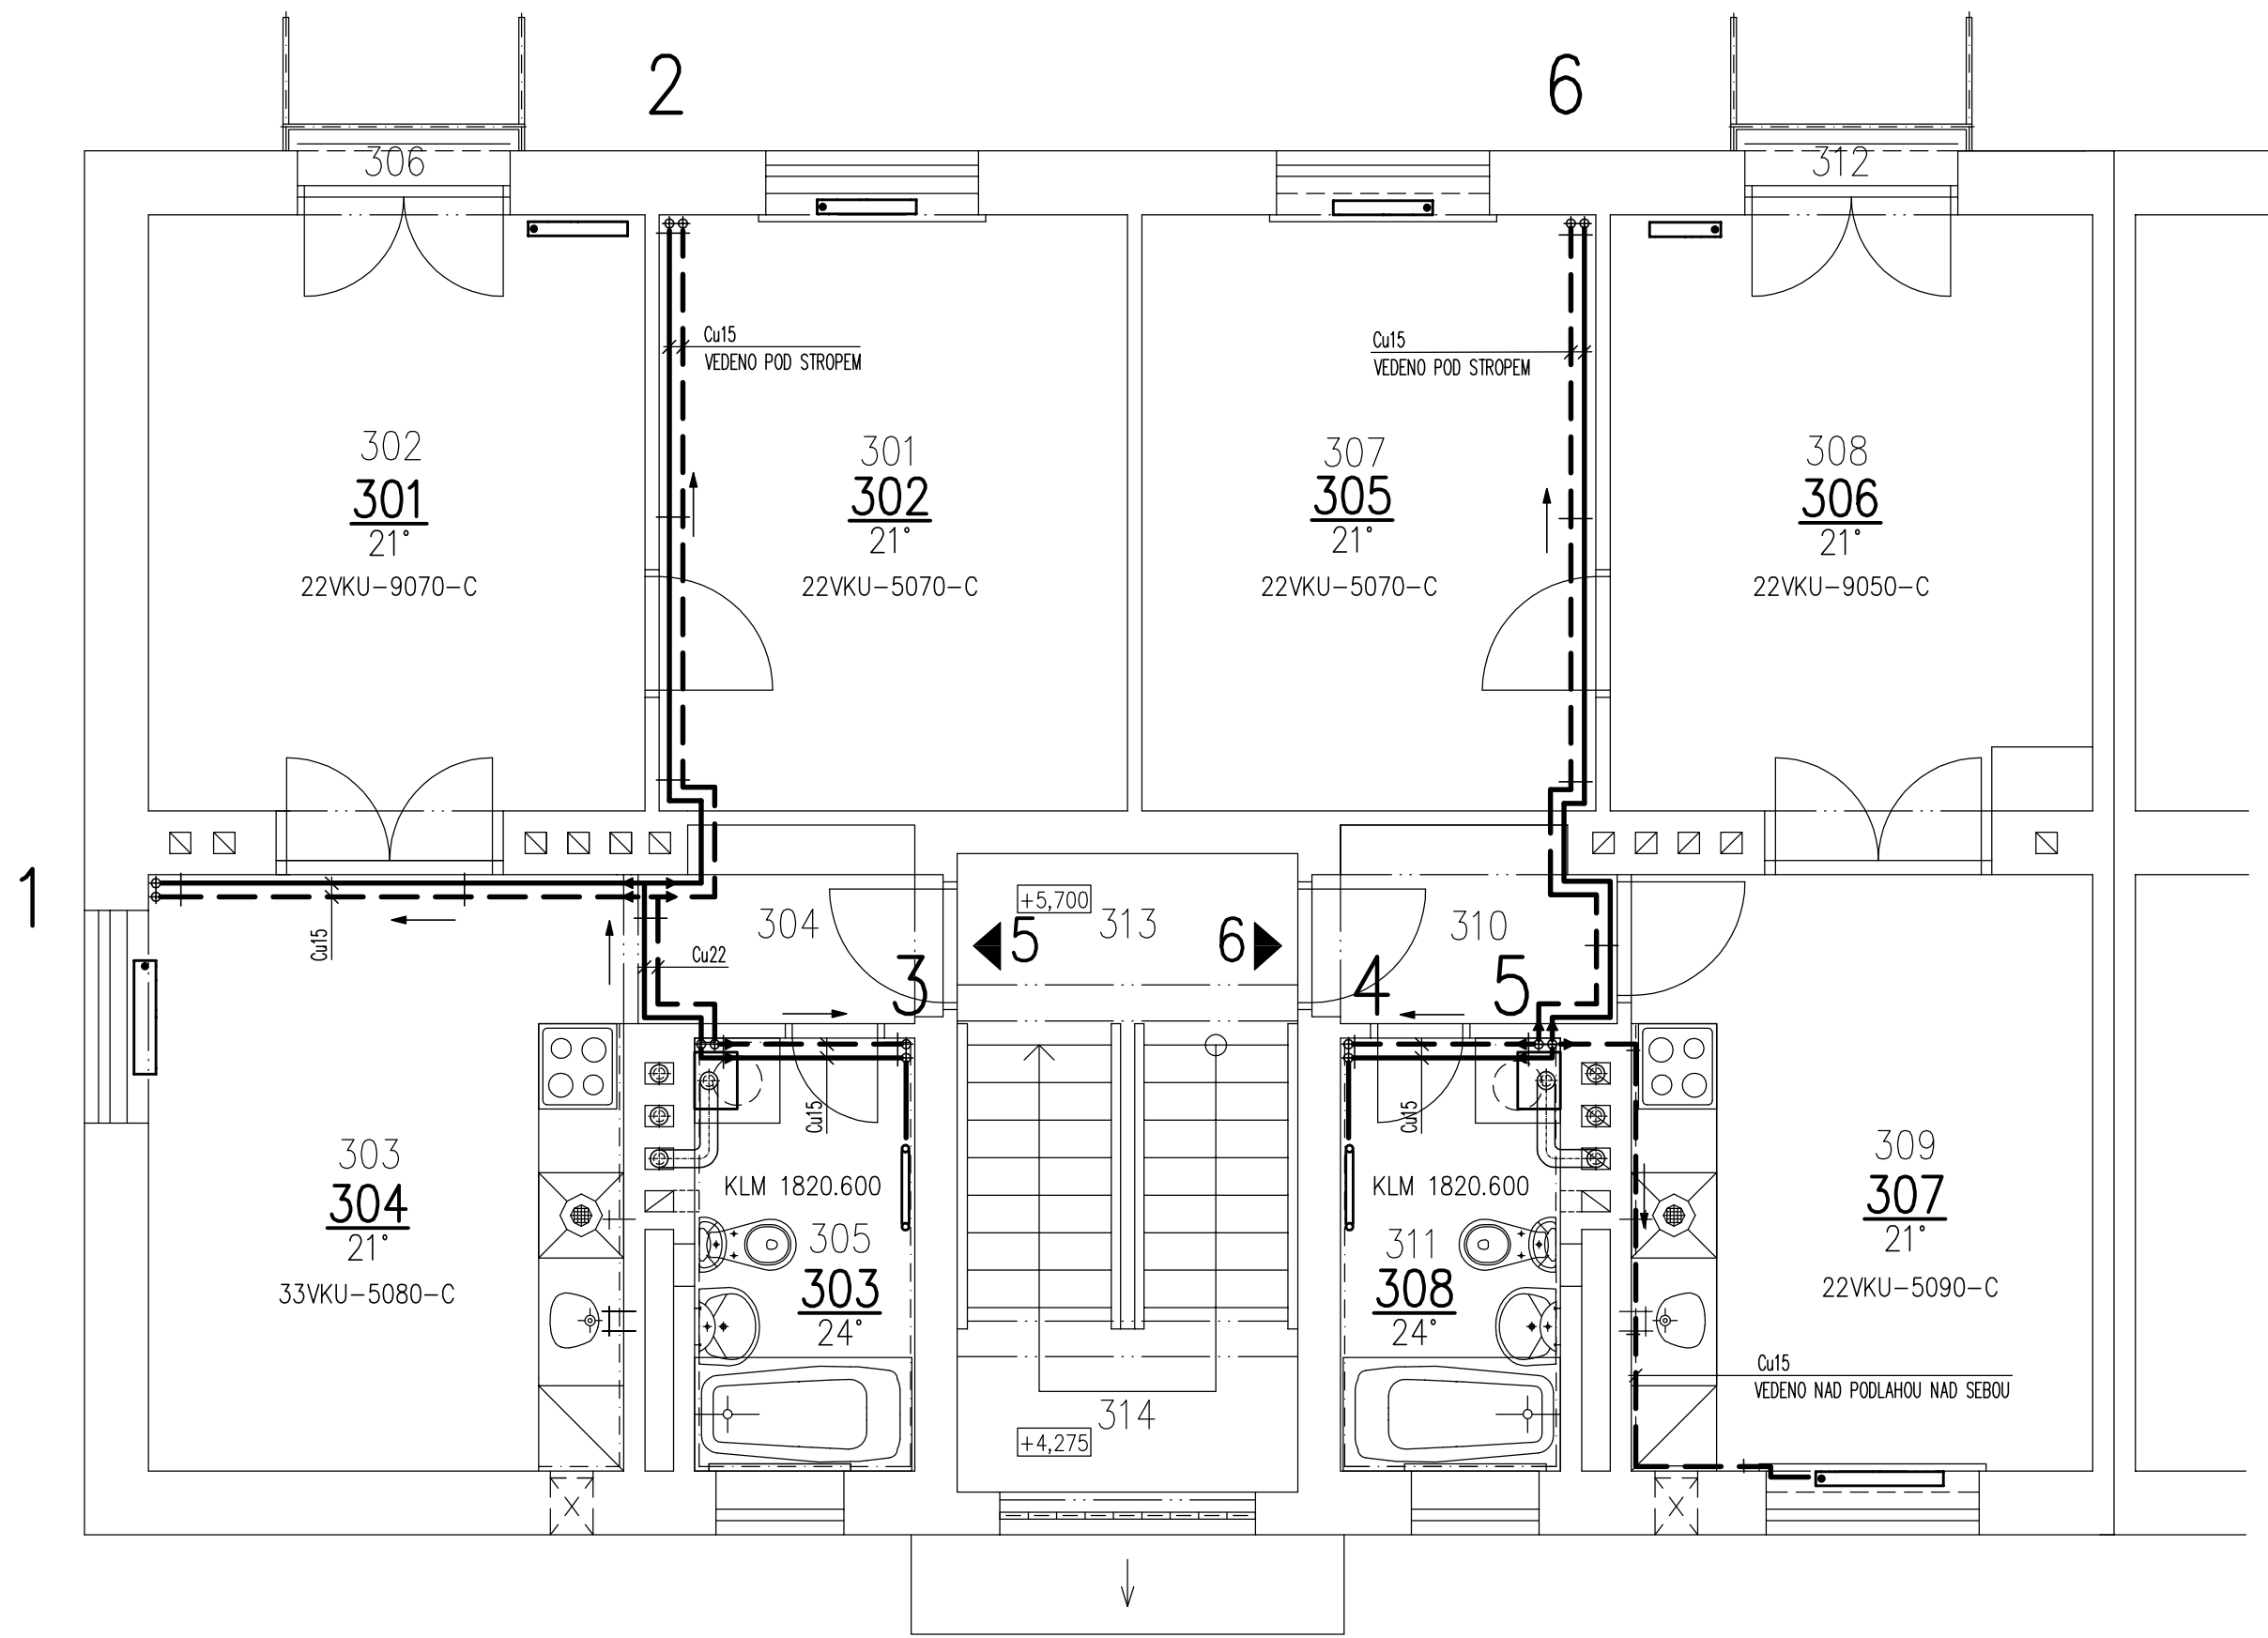 2
6
306
312
Cu15
VEDENO POD STROPEM
Cu15
VEDENO POD STROPEM
302
301
21°
22VKU-9070-C
301
302
21°
22VKU-5070-C
307
305
21°
22VKU-5070-C
308
306
21°
22VKU-9050-C
1
Cu15
304
Cu22
3
+5,700
313
5
6
310
4
5
Cu15
Cu15
303
304
21°
33VKU-5080-C
KLM 1820.600
305
303
24°
KLM 1820.600
311
308
24°
309
307
21°
22VKU-5090-C
Cu15
VEDENO NAD PODLAHOU NAD SEBOU
314
+4,275